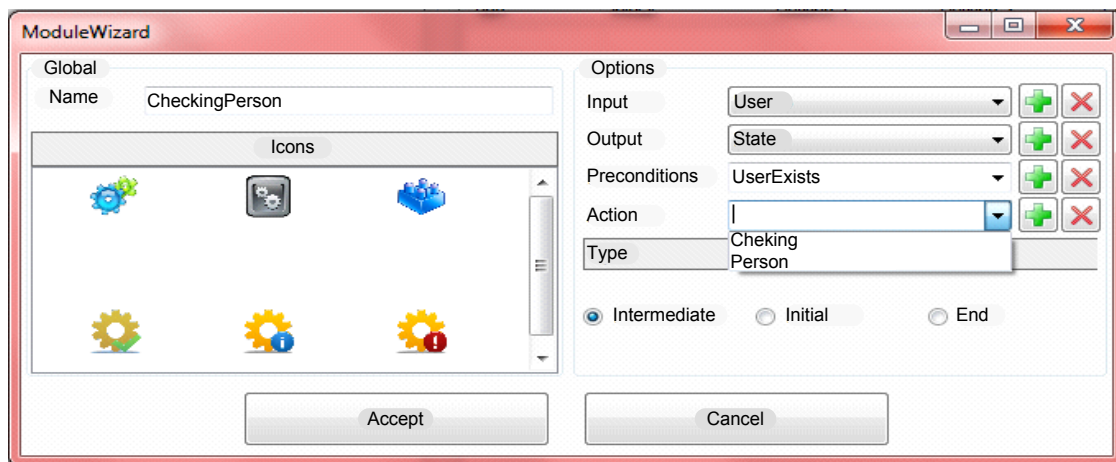 ModuleWizard
Global
Name CheckingPerson
Icons
Options
Input User
Output State
Preconditions UserExists
Action
Cheking
Person
Type
Intermediate Initial End
Accept Cancel